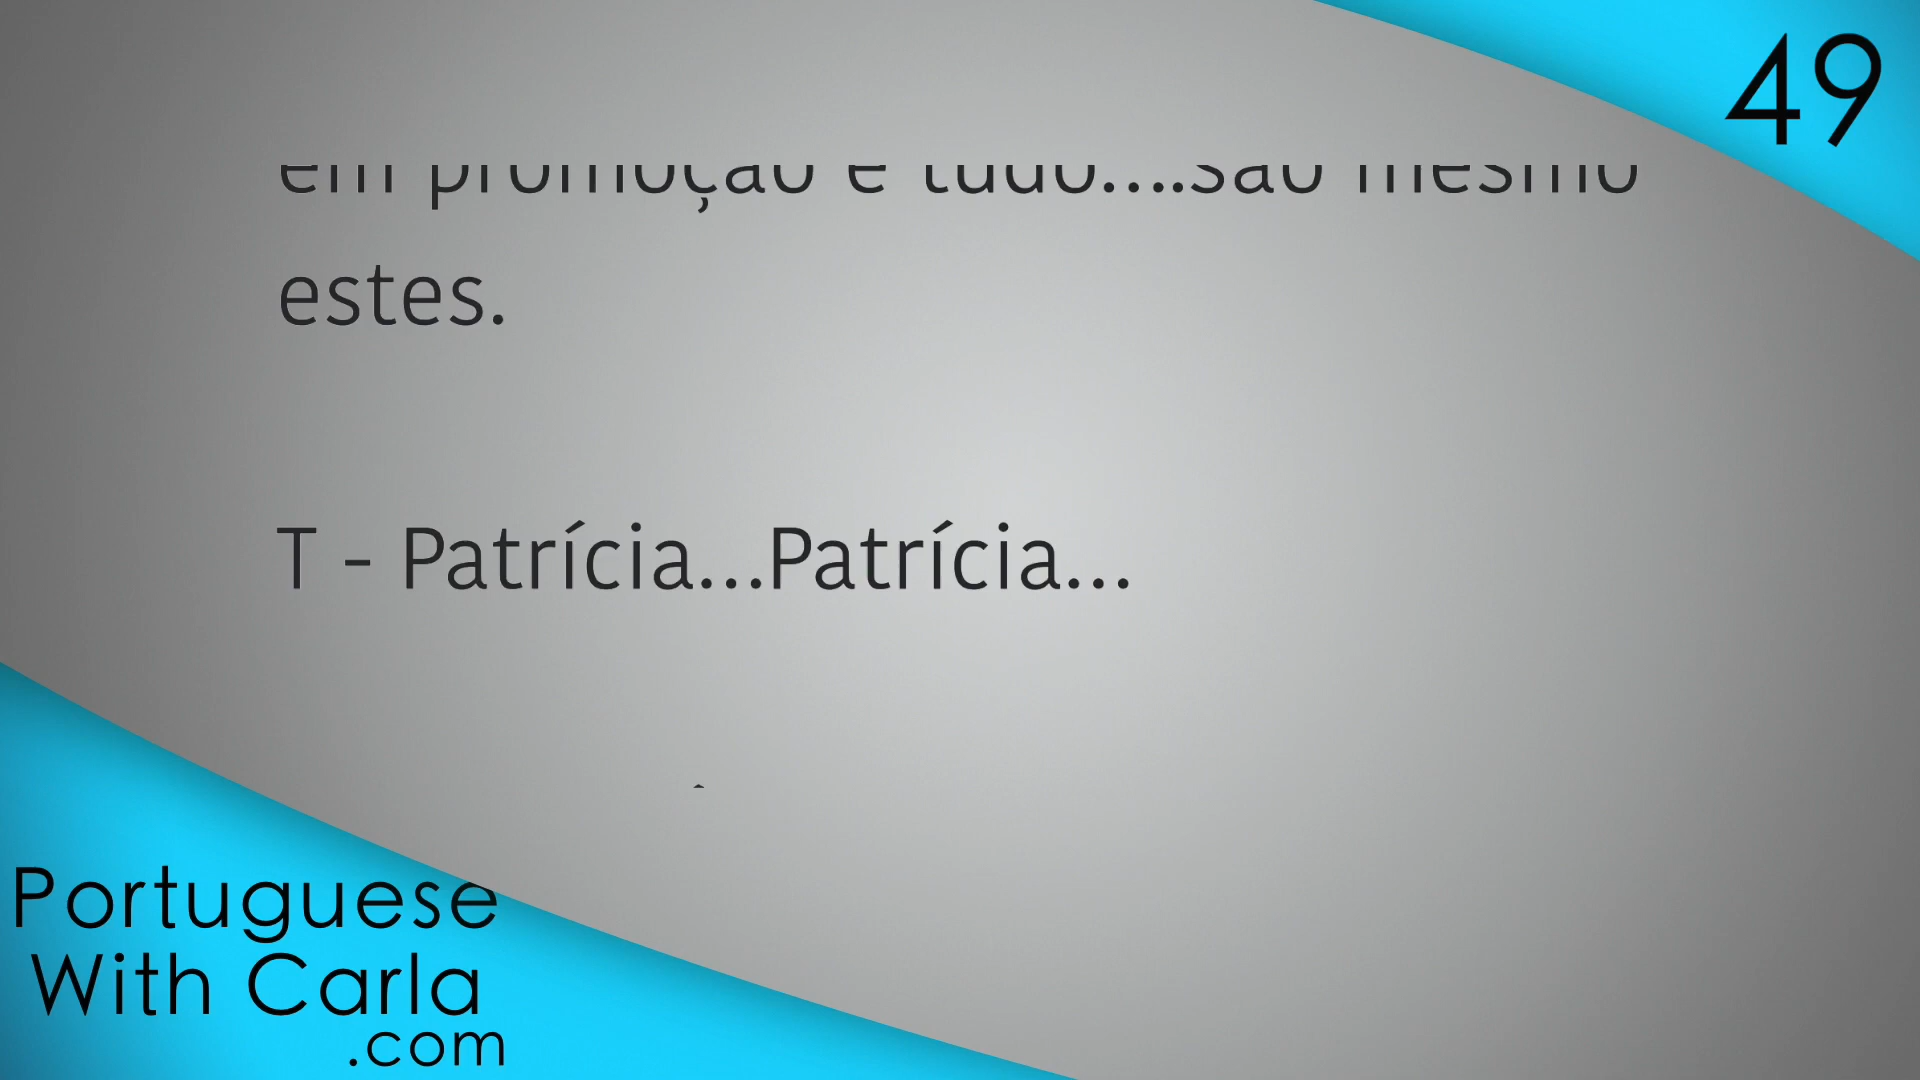 49
em promoção e tudo....são mesmo
estes.
T - Patrícia...Patrícia...
Portuguese
With Carla
.com